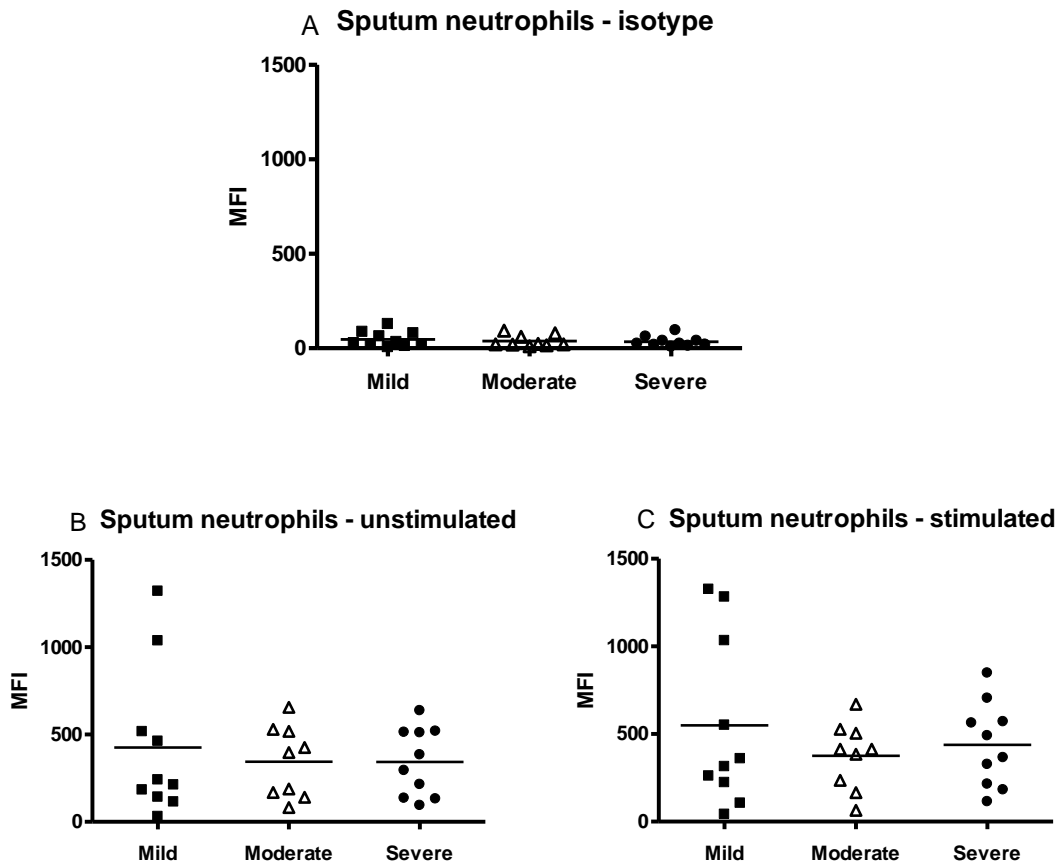 A Sputum neutrophils - isotype
1500
1000
500
0
MFI
Mild Moderate Severe
B Sputum neutrophils - unstimulated
1500
1000
500
0
MFI
Mild Moderate Severe
C Sputum neutrophils - stimulated
1500
1000
500
0
MFI
Mild Moderate Severe